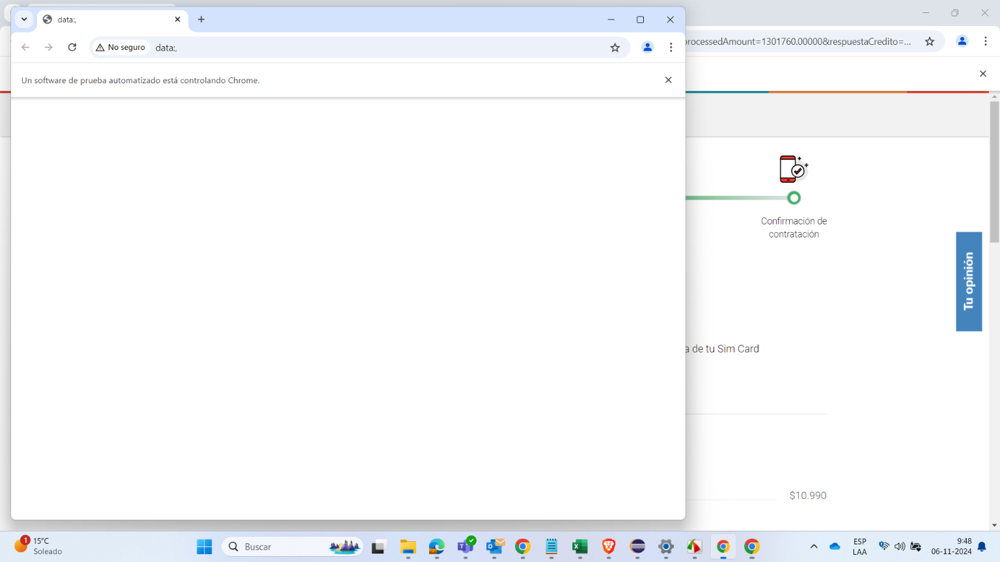 data:,
No seguro
data:,
rocessedAmount=1301760.00000&respuestaCredito=...
Un software de prueba automatizado está controlando Chrome.
Confirmación de
contratación
Tu opinión
a de tu Sim Card
$10.990
1
15°C
Soleado
Buscar
ESP
LAA
9:48
06-11-2024